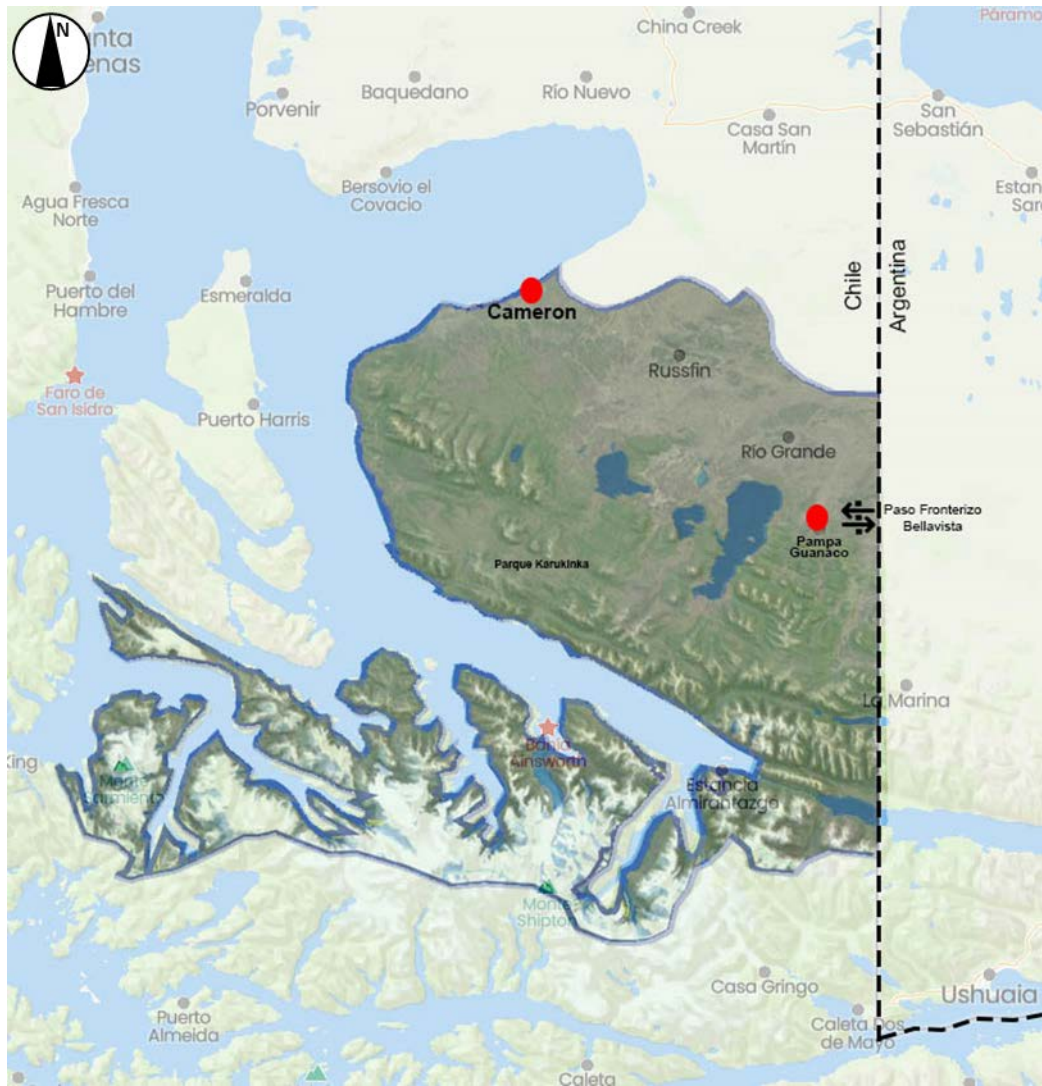 N
China Creek
Páramo
enas
Baquedano
Río Nuevo
Porvenir
Casa San
Martín
San
Sebastián
Bersovio el
Covacio
Agua Fresca
Norte
Estan
Sar
Chile
Argentina
Puerto del
Hambre
Esmeralda
Cameron
Russfin
Faro de
San Isidro
Puerto Harris
Río Grande
Paso Fronterizo
Bellavista
Pampa
Guanaco
Parque Karukinka
La Marina
Bahía
Ainsworth
King
Monte
Sarmiento
Estancia
Almirantazgo
Monte
Shipton
Casa Gringo
Ushuaia
Puerto
Almeida
Caleta Dos
de Mayo
Caleta